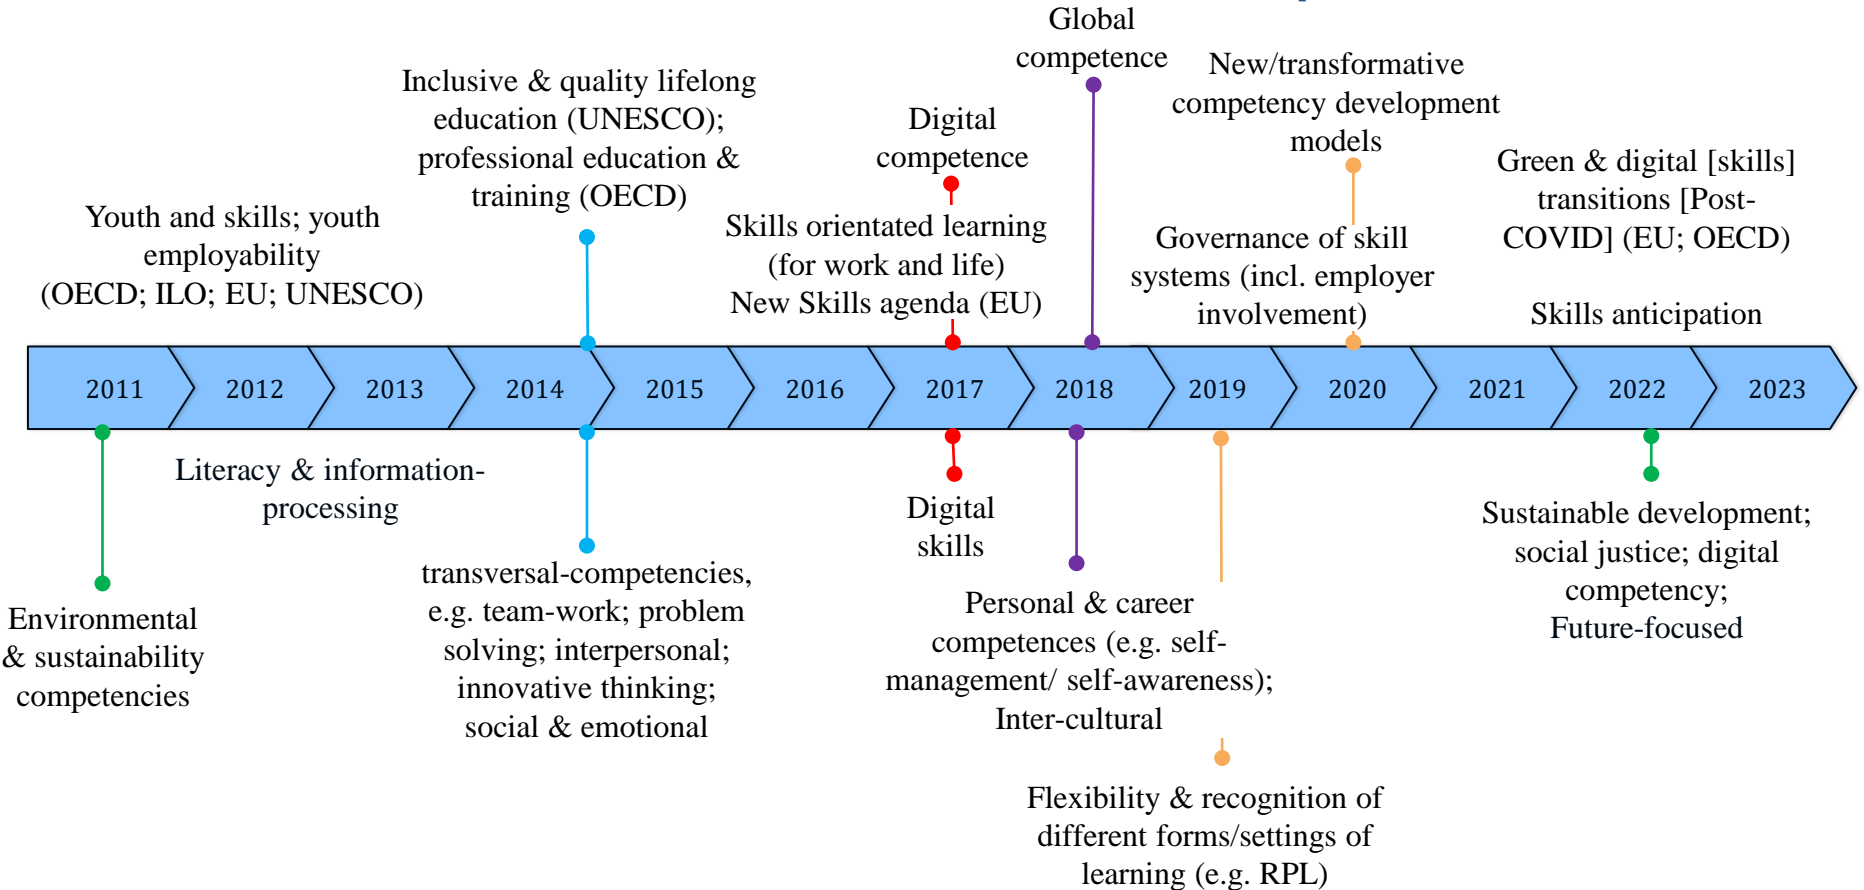 Global
competence
New/transformative
competency development
models
Inclusive & quality lifelong
education (UNESCO);
professional education &
training (OECD)
Digital
competence
Green & digital [skills]
transitions [Post-
COVID] (EU; OECD)
Youth and skills; youth
employability
(OECD; ILO; EU; UNESCO)
Skills orientated learning
(for work and life)
New Skills agenda (EU)
Governance of skill
systems (incl. employer
involvement)
Skills anticipation
2011
2012
2013
2014
2015
2016
2017
2018
2019
2020
2021
2022
2023
Literacy & information-
processing
Digital
skills
Sustainable development;
social justice; digital
competency;
Future-focused
Environmental
& sustainability
competencies
transversal-competencies,
e.g. team-work; problem
solving; interpersonal;
innovative thinking;
social & emotional
Personal & career
competences (e.g. self-
management/ self-awareness);
Inter-cultural
Flexibility & recognition of
different forms/settings of
learning (e.g. RPL)